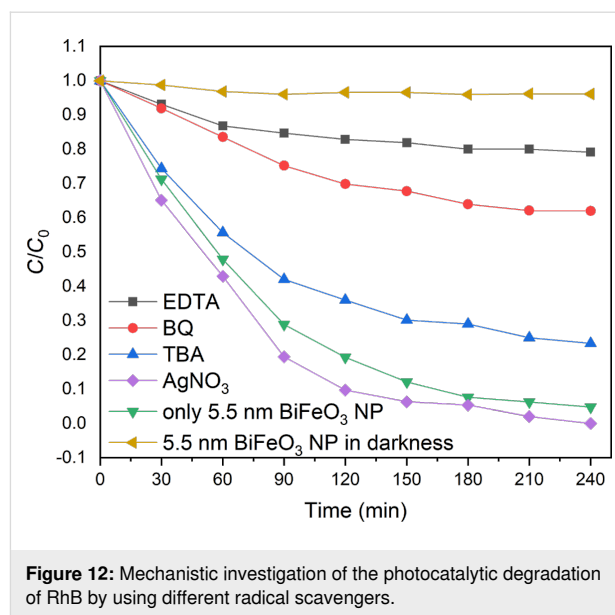 1.1
1.0
0.9
0.8
0.7
0.6
0.5
0.4
0.3
0.2
0.1
0.0
-0.1
C/C₀
EDTA
BQ
TBA
AgNO₃
only 5.5 nm BiFeO₃ NP
5.5 nm BiFeO₃ NP in darkness
0 30 60 90 120 150 180 210 240
Time (min)
Figure 12: Mechanistic investigation of the photocatalytic degradation
of RhB by using different radical scavengers.